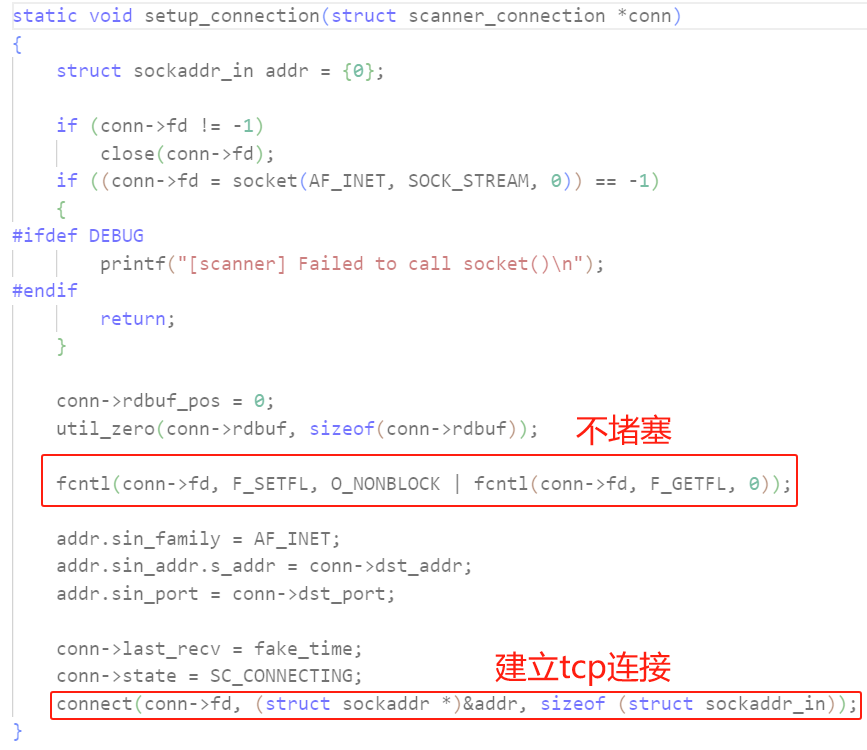 static void setup_connection(struct scanner_connection *conn)
{
    struct sockaddr_in addr = {0};
    if (conn->fd != -1)
        close(conn->fd);
    if ((conn->fd = socket(AF_INET, SOCK_STREAM, 0)) == -1)
    {
#ifdef DEBUG
        printf("[scanner] Failed to call socket()\n");
#endif
        return;
    }
    conn->rdbuf_pos = 0;
    util_zero(conn->rdbuf, sizeof(conn->rdbuf));
不堵塞
    fcntl(conn->fd, F_SETFL, O_NONBLOCK | fcntl(conn->fd, F_GETFL, 0));
    addr.sin_family = AF_INET;
    addr.sin_addr.s_addr = conn->dst_addr;
    addr.sin_port = conn->dst_port;
    conn->last_recv = fake_time;
    conn->state = SC_CONNECTING;
建立tcp连接
    connect(conn->fd, (struct sockaddr *)&addr, sizeof (struct sockaddr_in));
}